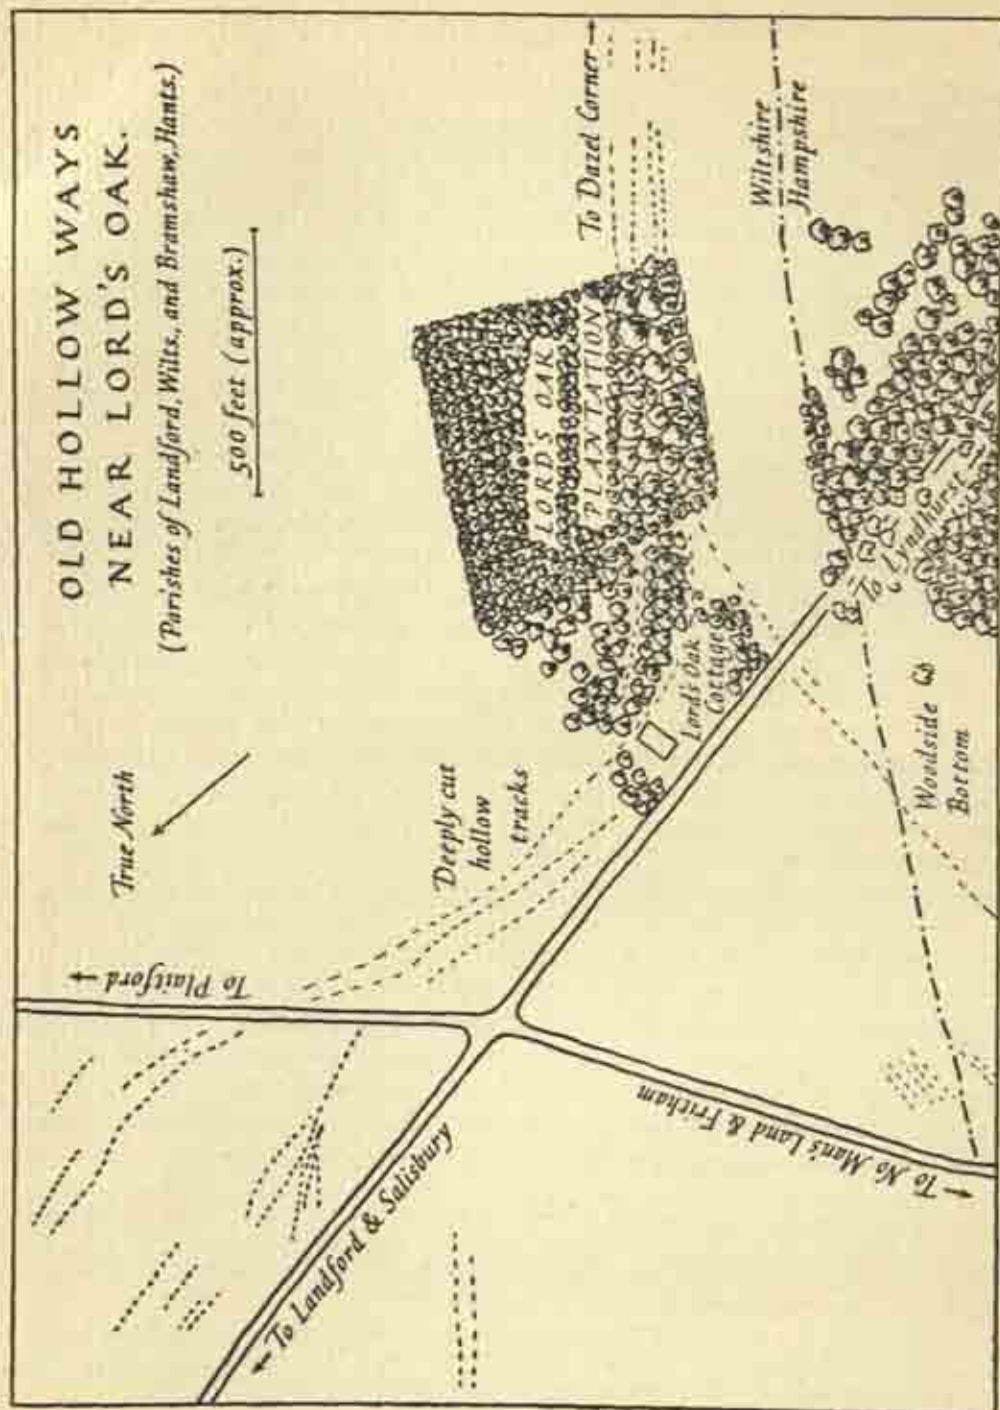 OLD HOLLOW WAYS
NEAR LORD'S OAK.
(Parishes of Landford, Wilts., and Bramshaw, Hants.)
500 feet (approx.)
True North
To Plaitford
Deeply cut
hollow
tracks
LORDS OAK
PLANTATION
To Dazel Corner
Wiltshire
Hampshire
Lord's Oak
Cottage
To Lyndhurst
Woodside
Bottom
To Landford & Salisbury
To No Man's Land & Fritham